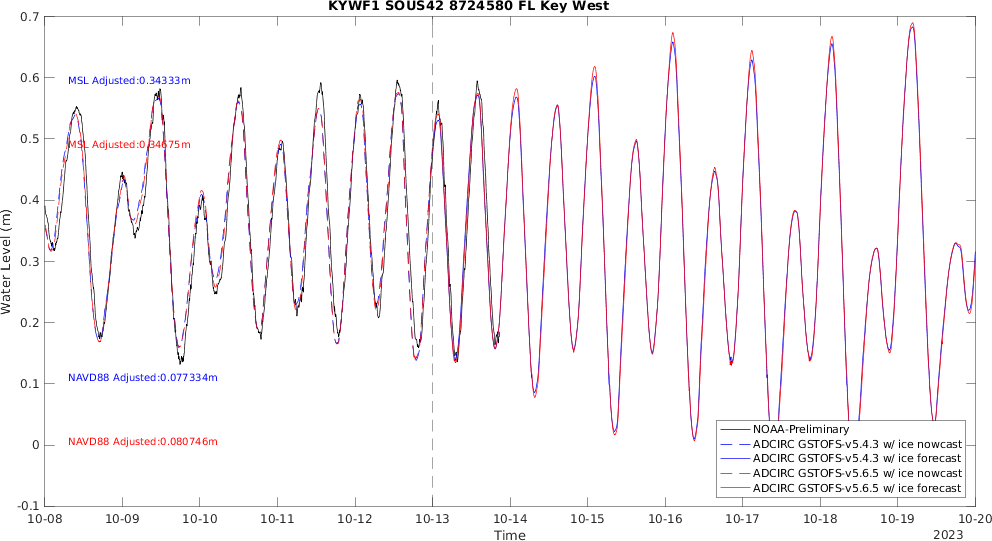 KYWF1 SOUS42 8724580 FL Key West
0.7
0.6
0.5
0.4
0.3
0.2
0.1
0
-0.1
Water Level (m)
MSL Adjusted:0.34333m
MSL Adjusted:0.34675m
NAVD88 Adjusted:0.077334m
NAVD88 Adjusted:0.080746m
NOAA-Preliminary
ADCIRC GSTOFS-v5.4.3 w/ ice nowcast
ADCIRC GSTOFS-v5.4.3 w/ ice forecast
ADCIRC GSTOFS-v5.6.5 w/ ice nowcast
ADCIRC GSTOFS-v5.6.5 w/ ice forecast
10-08 10-09 10-10 10-11 10-12 10-13 10-14 10-15 10-16 10-17 10-18 10-19 10-20
Time
2023